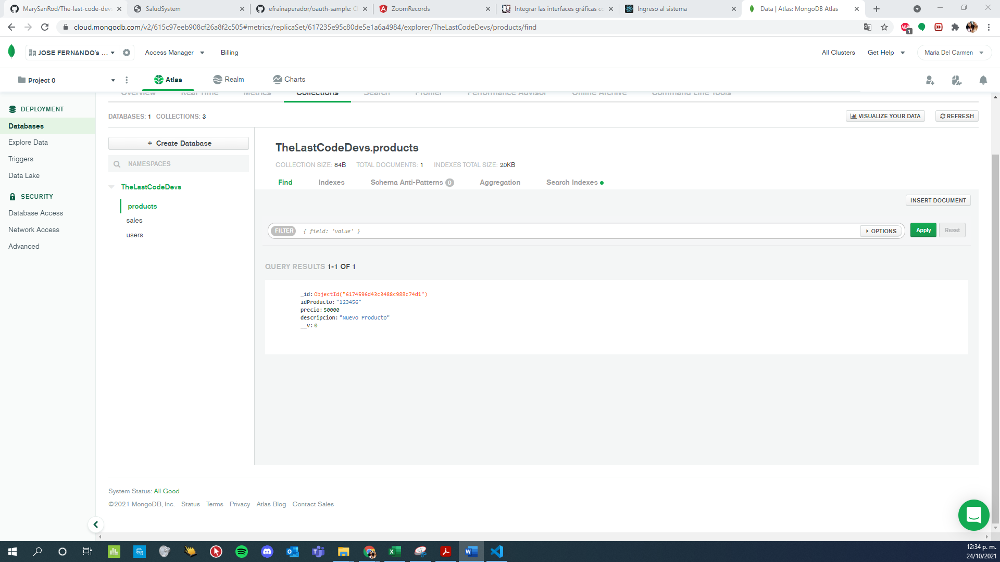 MarySanRod/The-last-code-dev
SaludSystem
efrainaperador/oauth-sample: C
ZoomRecords
Integrar las interfaces gráficas co
Ingreso al sistema
Data | Atlas: MongoDB Atlas
cloud.mongodb.com/v2/615c97eeb908cf26a8f2c505#metrics/replicaSet/617235e95c80de5e1a6a4984/explorer/TheLastCodeDevs/products/find
ABP
1
JOSE FERNANDO's ...
Access Manager
Billing
All Clusters
Get Help
Maria Del Carmen
Project 0
Atlas
Realm
Charts
Overview
Real Time
Metrics
Collections
Search
Profiler
Performance Advisor
Online Archive
Command Line Tools
DEPLOYMENT
Databases
Explore Data
Triggers
Data Lake
SECURITY
Database Access
Network Access
Advanced
DATABASES: 1 COLLECTIONS: 3
VISUALIZE YOUR DATA
REFRESH
+ Create Database
NAMESPACES
TheLastCodeDevs
products
sales
users
TheLastCodeDevs.products
COLLECTION SIZE: 84B TOTAL DOCUMENTS: 1 INDEXES TOTAL SIZE: 20KB
Find
Indexes
Schema Anti-Patterns 0
Aggregation
Search Indexes
INSERT DOCUMENT
FILTER { field: 'value' }
OPTIONS
Apply
Reset
QUERY RESULTS 1-1 OF 1
_id: ObjectId("6174596d43c3488c988c74d1")
idProducto: "123456"
precio: 50000
descripcion: "Nuevo Producto"
__v: 0
System Status: All Good
©2021 MongoDB, Inc. Status Terms Privacy Atlas Blog Contact Sales
12:34 p. m.
24/10/2021